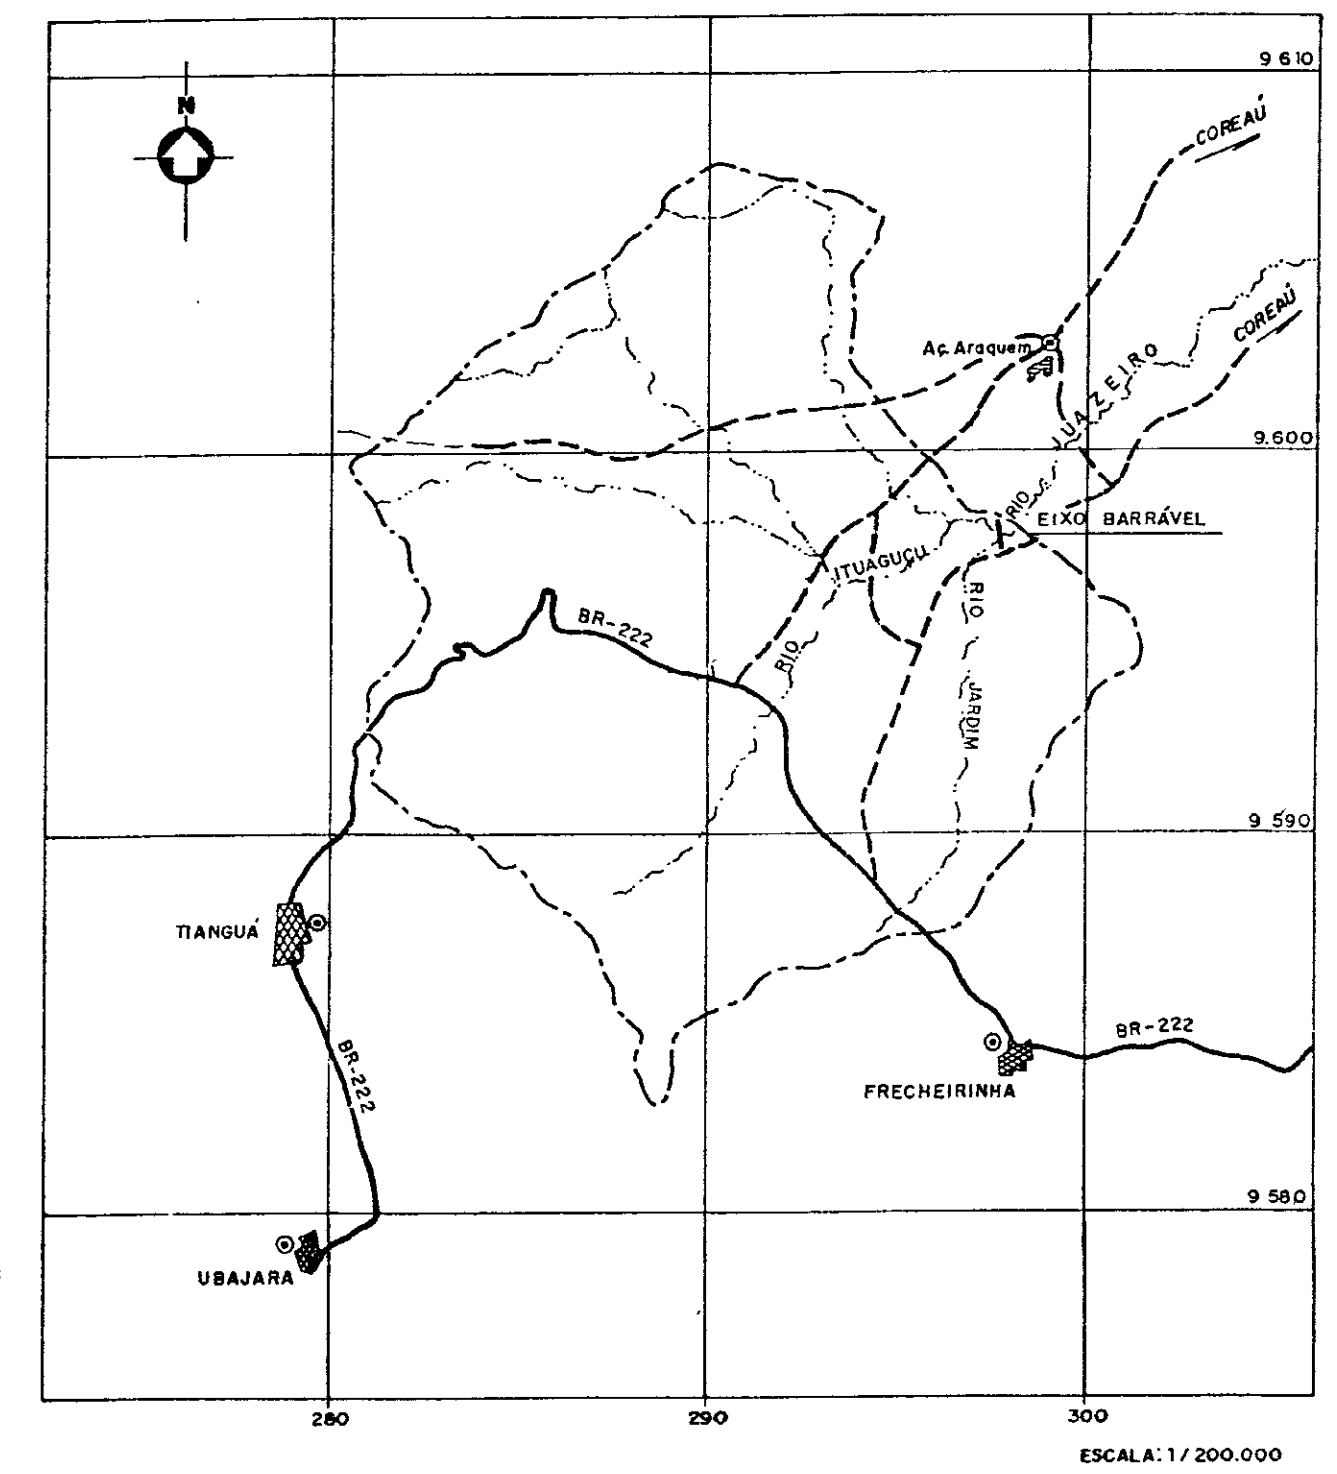 9 610
N
COREAÚ
COREAÚ
Aç. Araquem
RIO JUAZEIRO
9.600
EIXO BARRÁVEL
RIO ITUAGUÇU
RIO JARDIM
BR-222
9 590
TIANGUÁ
BR-222
BR-222
FRECHEIRINHA
9 580
UBAJARA
280
290
300
ESCALA: 1/200.000